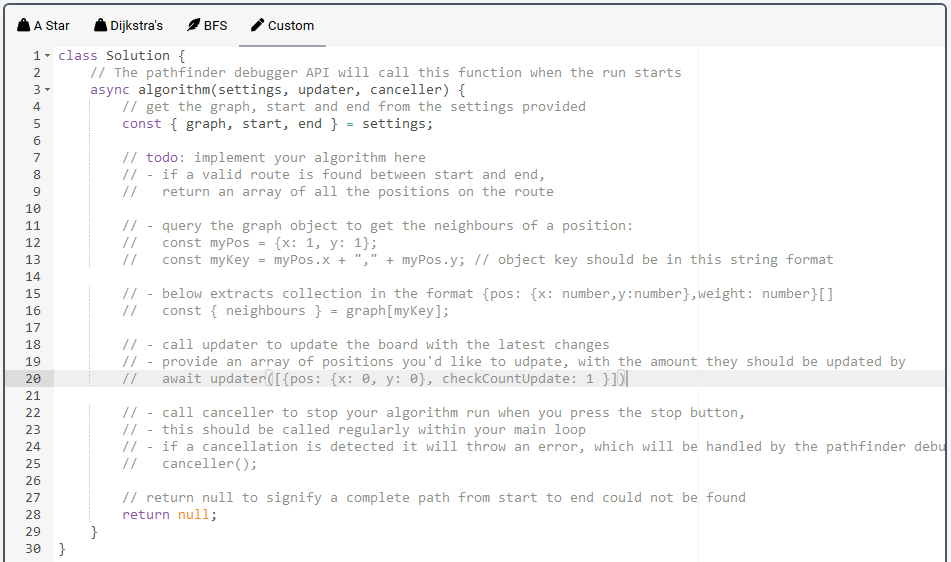 A Star Dijkstra's BFS Custom
1 class Solution {
2 // The pathfinder debugger API will call this function when the run starts
3 async algorithm(settings, updater, canceller) {
4 // get the graph, start and end from the settings provided
5 const { graph, start, end } = settings;
6
7 // todo: implement your algorithm here
8 // - if a valid route is found between start and end,
9 // return an array of all the positions on the route
10
11 // - query the graph object to get the neighbours of a position:
12 // const myPos = {x: 1, y: 1};
13 // const myKey = myPos.x + "," + myPos.y; // object key should be in this string format
14
15 // - below extracts collection in the format {pos: {x: number,y:number},weight: number}[]
16 // const { neighbours } = graph[myKey];
17
18 // - call updater to update the board with the latest changes
19 // - provide an array of positions you'd like to udpate, with the amount they should be updated by
20 // await updater([{pos: {x: 0, y: 0}, checkCountUpdate: 1 }])
21
22 // - call canceller to stop your algorithm run when you press the stop button,
23 // - this should be called regularly within your main loop
24 // - if a cancellation is detected it will throw an error, which will be handled by the pathfinder debu
25 // canceller();
26
27 // return null to signify a complete path from start to end could not be found
28 return null;
29 }
30 }